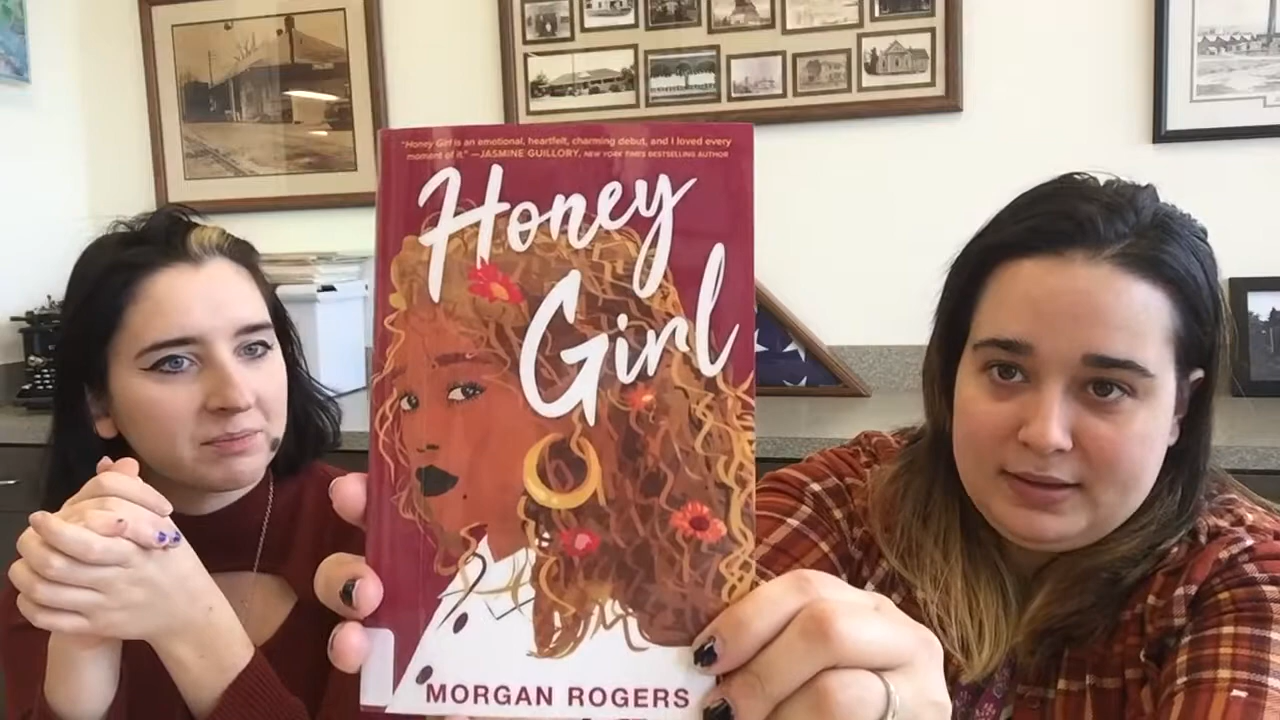 "Honey Girl is an emotional, heartfelt, charming debut, and I loved every
moment of it." —JASMINE GUILLORY, NEW YORK TIMES BESTSELLING AUTHOR
Honey
Girl
MORGAN ROGERS